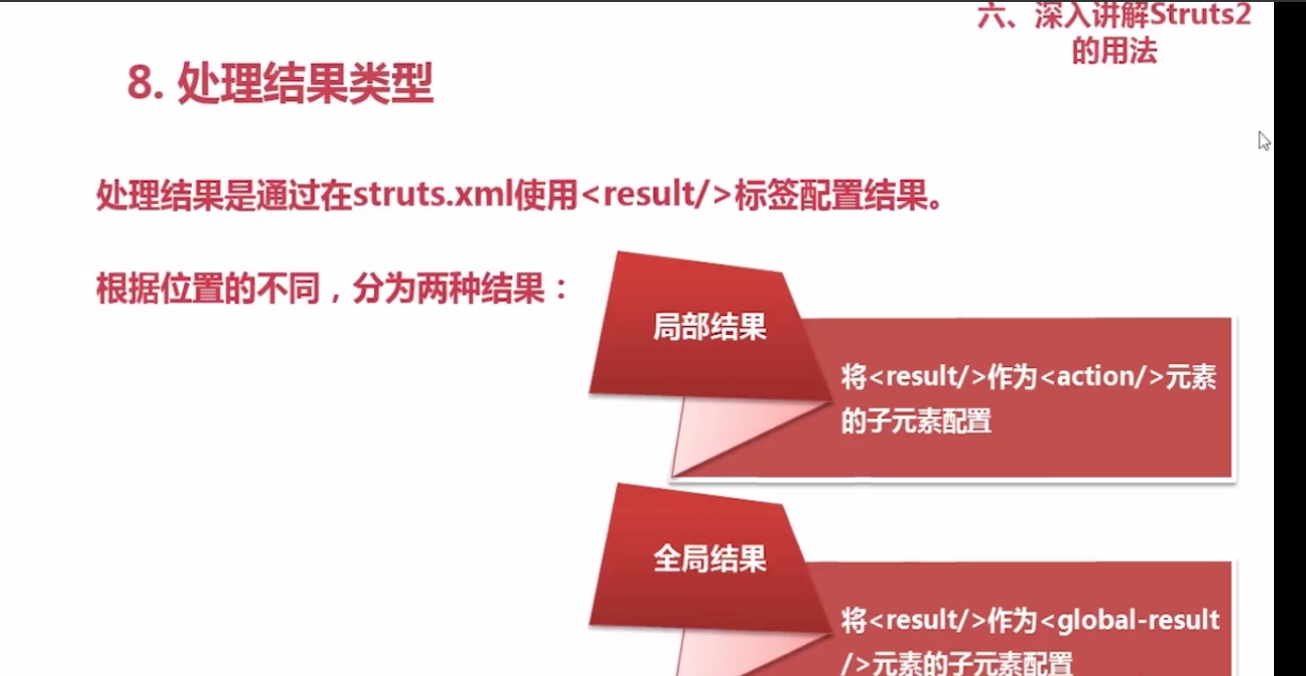 六、深入讲解Struts2
的用法
8. 处理结果类型
处理结果是通过在struts.xml使用<result/>标签配置结果。
根据位置的不同，分为两种结果：
局部结果
将<result/>作为<action/>元素
的子元素配置
全局结果
将<result/>作为<global-result
/>元素的子元素配置